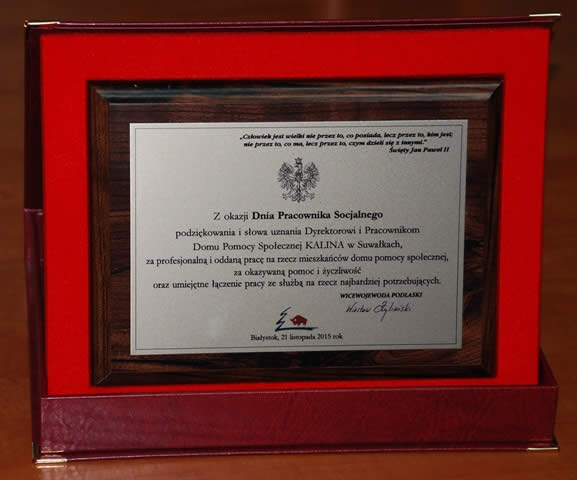 „Człowiek jest wielki nie przez to, co posiada, lecz przez to, kim jest;
nie przez to, co ma, lecz przez to, czym dzieli się z innymi."
Święty Jan Paweł II
Z okazji Dnia Pracownika Socjalnego
podziękowania i słowa uznania Dyrektorowi i Pracownikom
Domu Pomocy Społecznej KALINA w Suwałkach,
za profesjonalną i oddaną pracę na rzecz mieszkańców domu pomocy społecznej,
za okazywaną pomoc i życzliwość
oraz umiejętne łączenie pracy ze służbą na rzecz najbardziej potrzebujących.
WICEWOJEWODA PODLASKI
Wiesław Żyliński
Białystok, 21 listopada 2015 rok